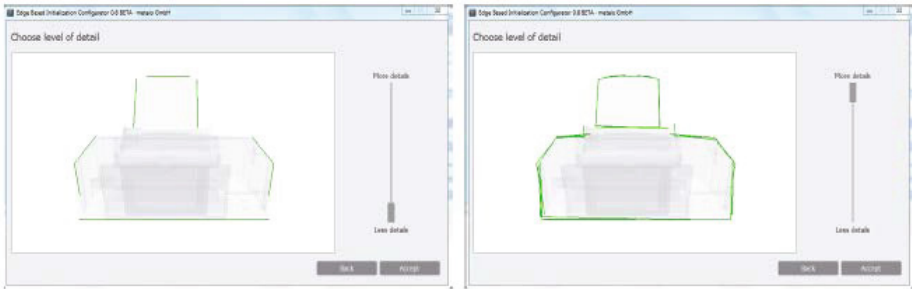 Edge Based Initialization Configurator 0.8 BETA - metaio GmbH
Choose level of detail
More details
Less details
Back
Accept
Edge Based Initialization Configurator 0.8 BETA - metaio GmbH
Choose level of detail
More details
Less details
Back
Accept